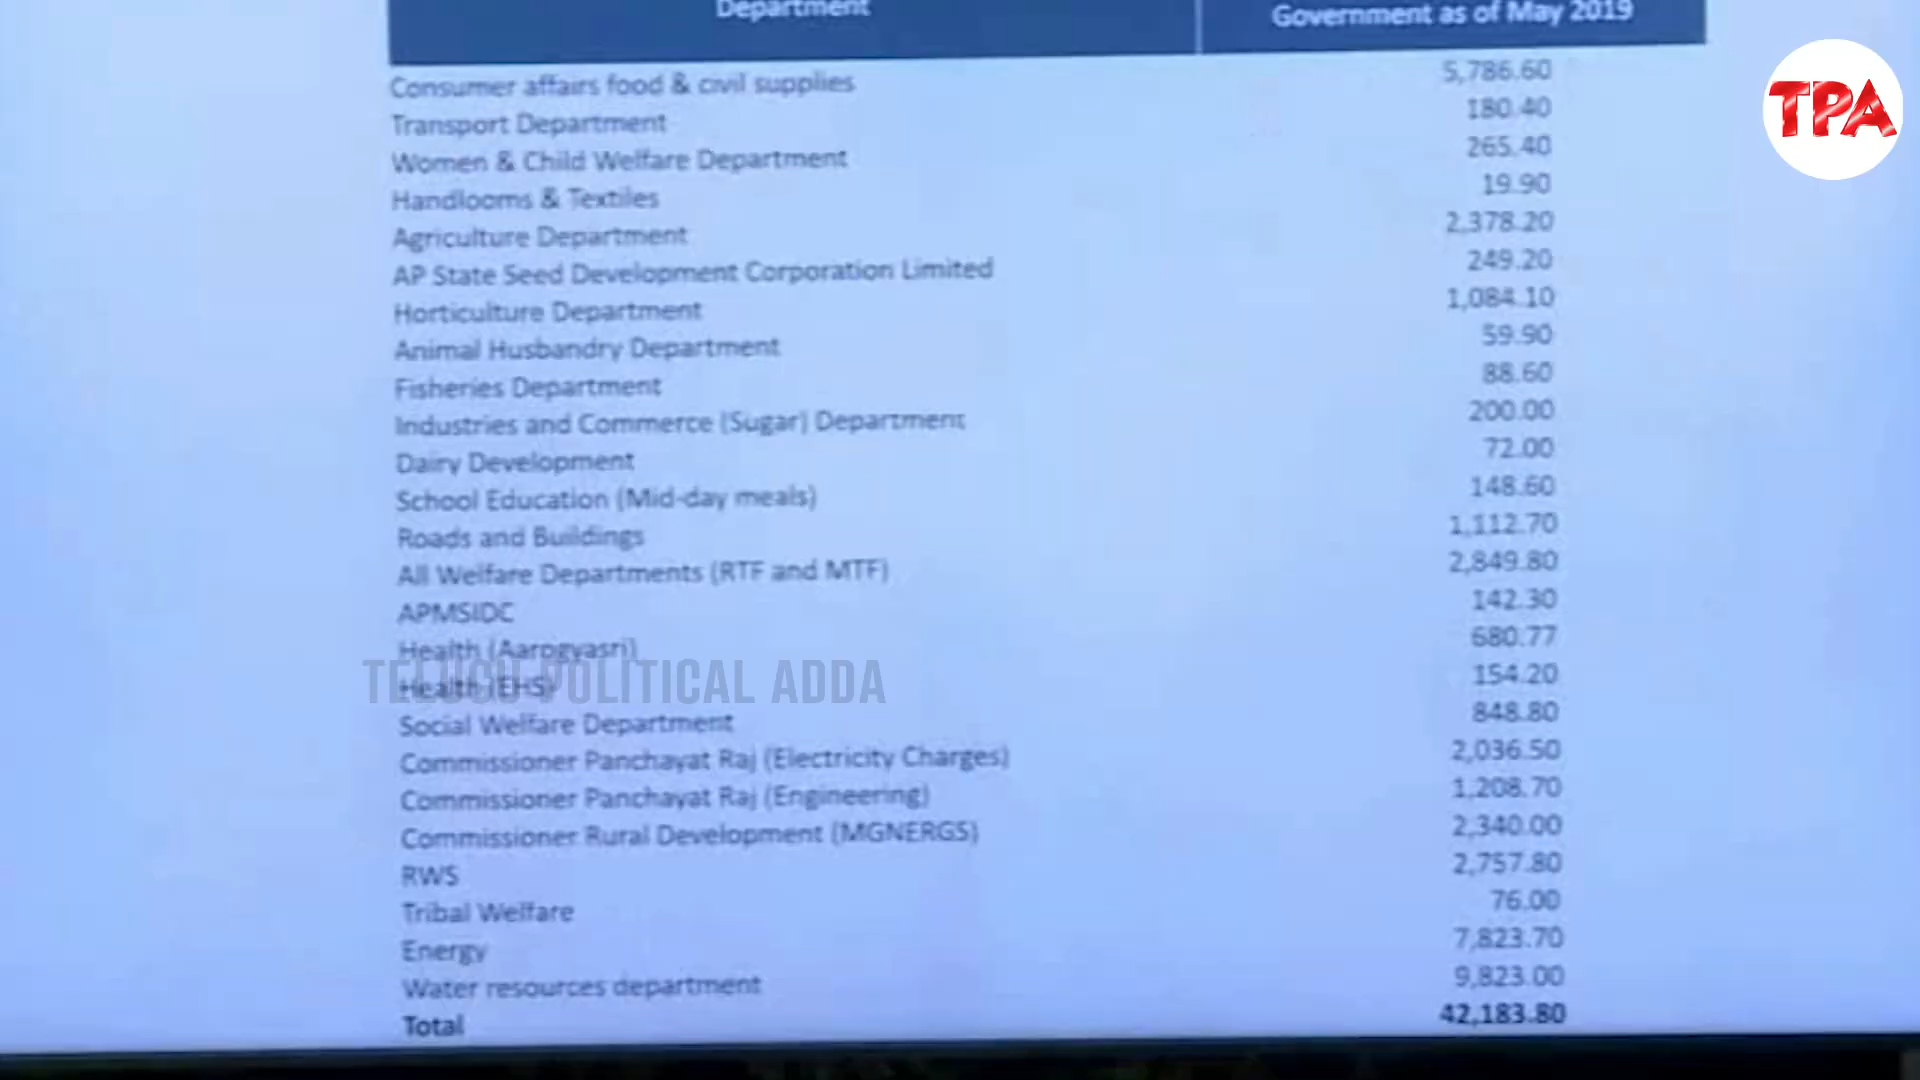 Department Government as of May 2019
TPA
Consumer affairs food & civil supplies 5,786.60
Transport Department 180.40
Women & Child Welfare Department 265.40
Handlooms & Textiles 19.90
Agriculture Department 2,378.20
AP State Seed Development Corporation Limited 249.20
Horticulture Department 1,084.10
Animal Husbandry Department 59.90
Fisheries Department 88.60
Industries and Commerce (Sugar) Department 200.00
Dairy Development 72.00
School Education (Mid-day meals) 148.60
Roads and Buildings 1,112.70
All Welfare Departments (RTF and MTF) 2,849.80
APMSIDC 142.30
Health (Aarogyasri) 680.77
TELUGU POLITICAL ADDA
Health (EHS) 154.20
Social Welfare Department 848.80
Commissioner Panchayat Raj (Electricity Charges) 2,036.50
Commissioner Panchayat Raj (Engineering) 1,208.70
Commissioner Rural Development (MGNERGS) 2,340.00
RWS 2,757.80
Tribal Welfare 76.00
Energy 7,823.70
Water resources department 9,823.00
Total 42,183.80